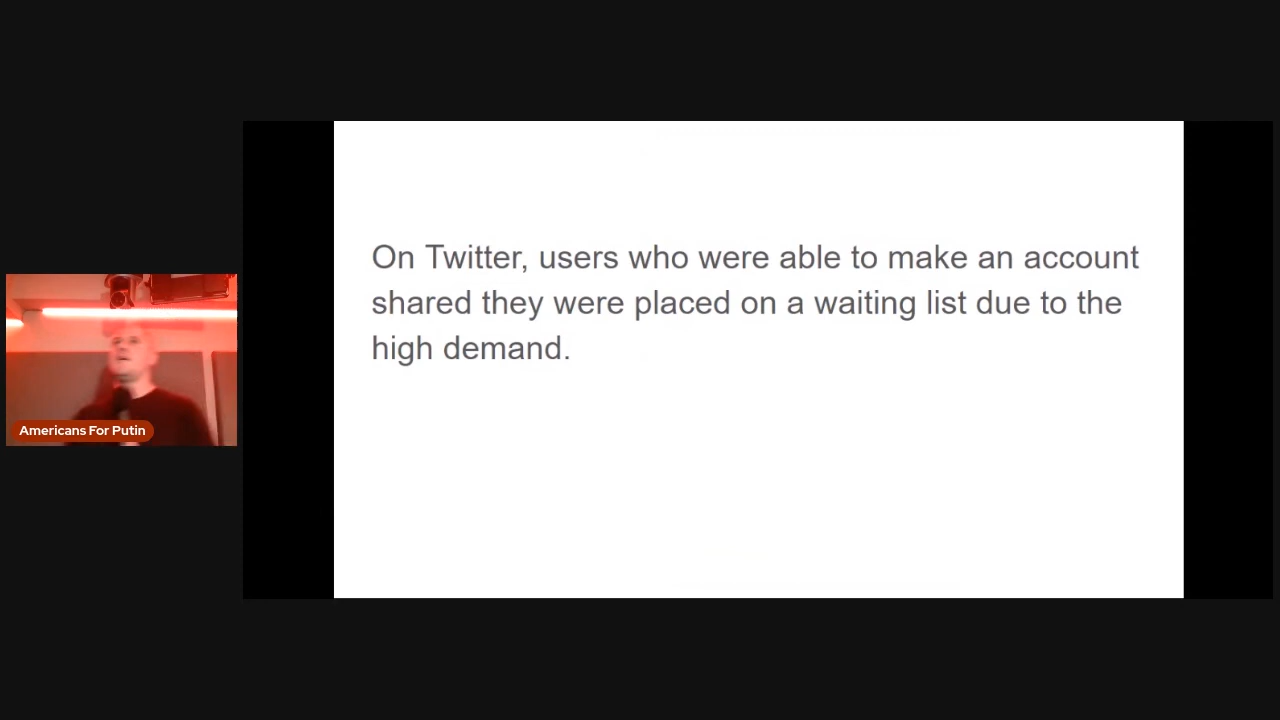 On Twitter, users who were able to make an account
shared they were placed on a waiting list due to the
high demand.
Americans For Putin